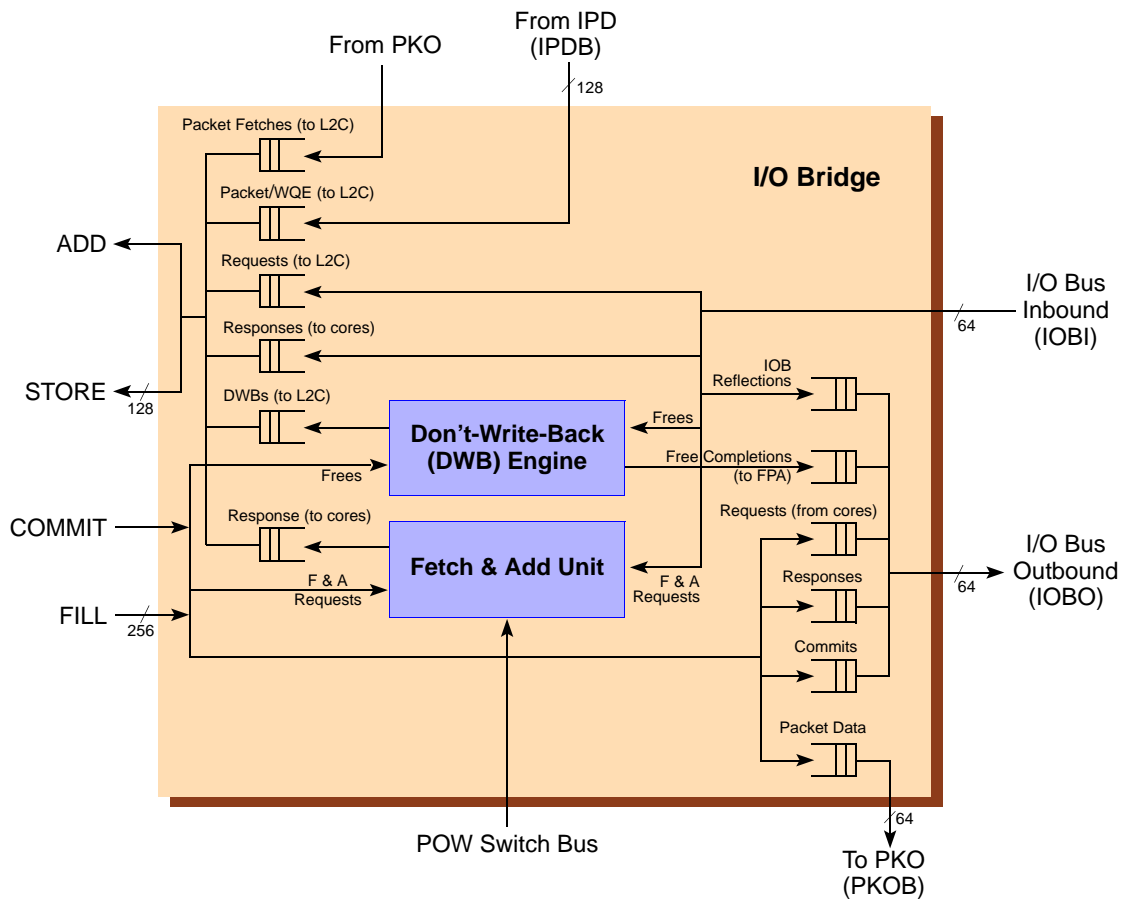 From IPD
(IPDB)
From PKO
128
Packet Fetches (to L2C)
I/O Bridge
Packet/WQE (to L2C)
ADD
Requests (to L2C)
I/O Bus
Inbound
(IOBI)
64
Responses (to cores)
IOB
Reflections
STORE
128
DWBs (to L2C)
Don't-Write-Back
(DWB) Engine
Frees
Frees
Free Completions
(to FPA)
COMMIT
Response (to cores)
Requests (from cores)
Fetch & Add Unit
F & A
Requests
F & A
Requests
I/O Bus
Outbound
(IOBO)
64
Responses
FILL
256
Commits
Packet Data
64
POW Switch Bus
To PKO
(PKOB)